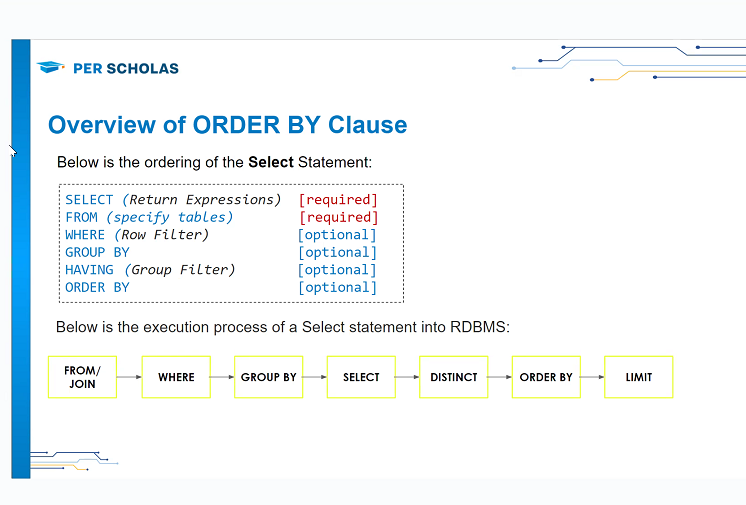 PER SCHOLAS
Overview of ORDER BY Clause
Below is the ordering of the Select Statement:
SELECT (Return Expressions) [required]
FROM (specify tables) [required]
WHERE (Row Filter) [optional]
GROUP BY [optional]
HAVING (Group Filter) [optional]
ORDER BY [optional]
Below is the execution process of a Select statement into RDBMS:
FROM/
JOIN
WHERE
GROUP BY
SELECT
DISTINCT
ORDER BY
LIMIT